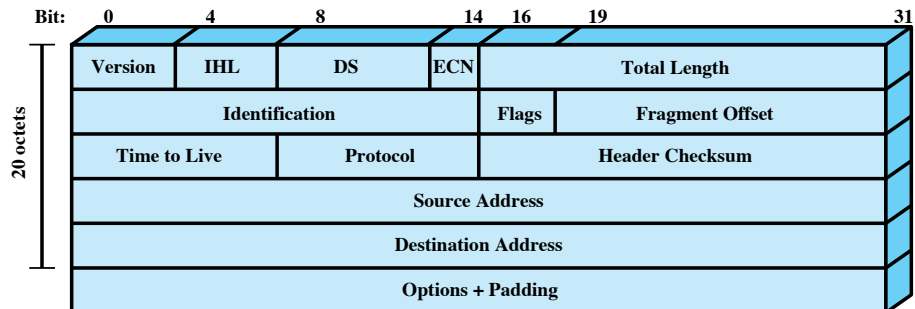 Bit: 0 4 8 14 16 19 31
Version IHL DS ECN Total Length
Identification Flags Fragment Offset
Time to Live Protocol Header Checksum
Source Address
Destination Address
Options + Padding
20 octets